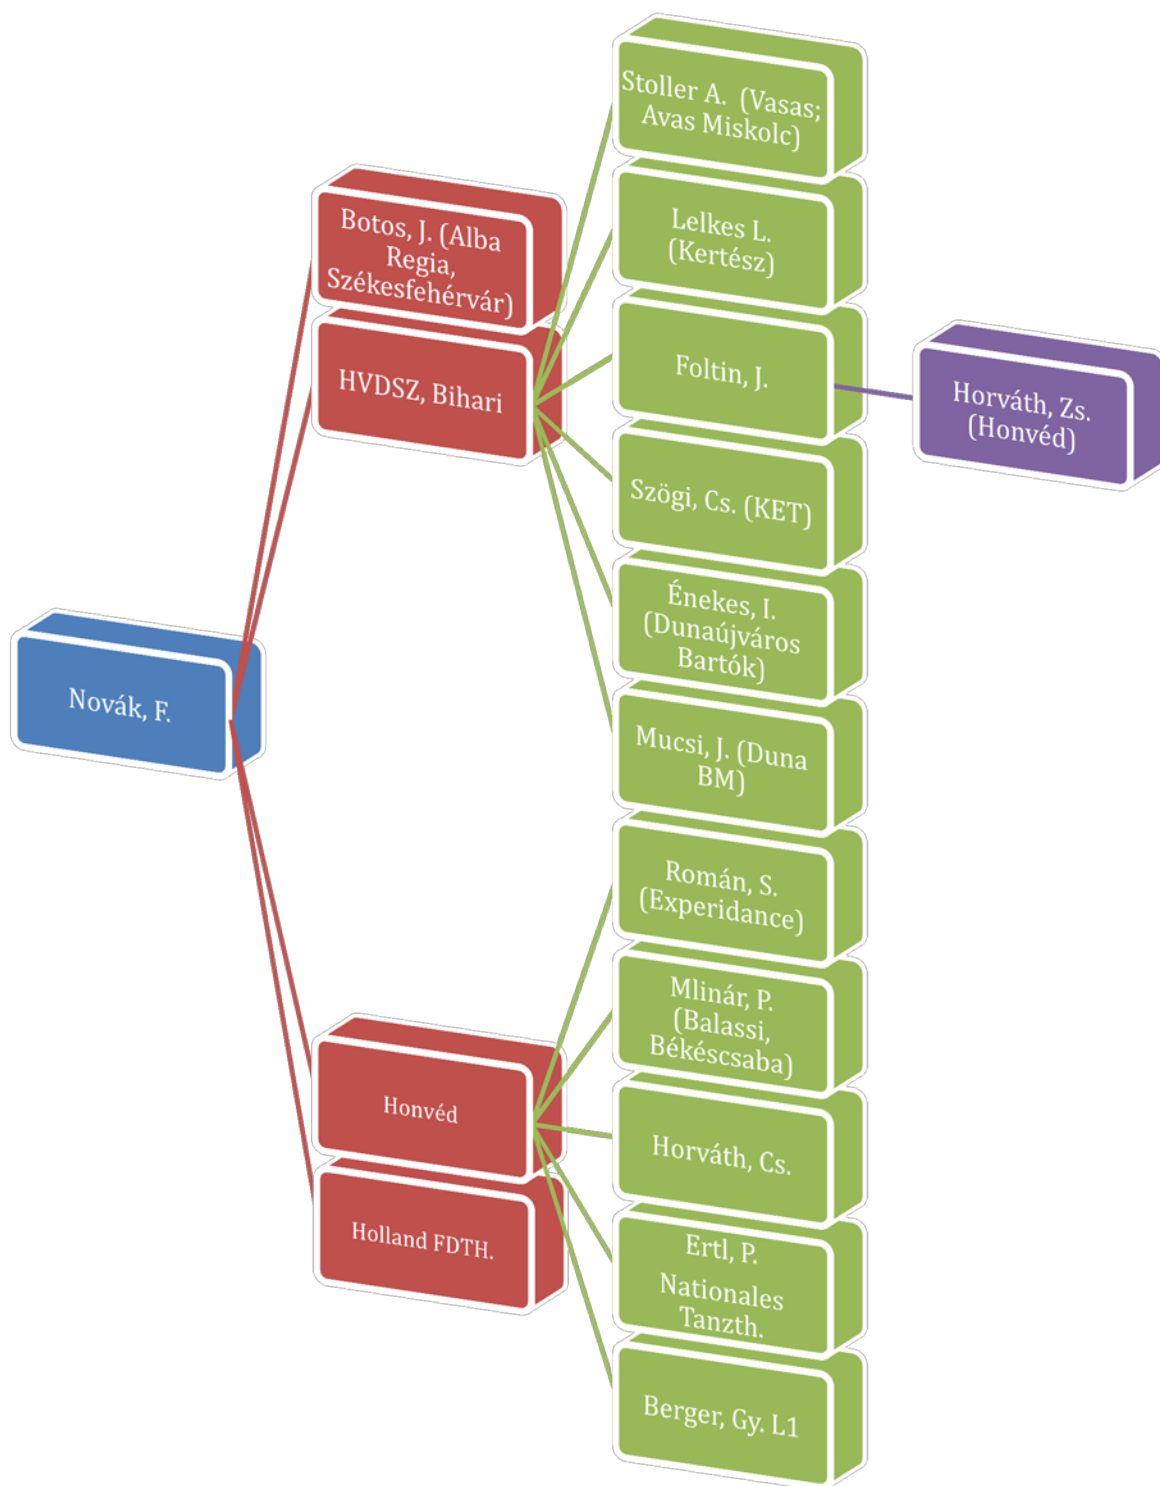 Novák, F.
Botos, J. (Alba
Regia,
Székesfehérvár)
HVDSZ, Bihari
Honvéd
Holland FDTH.
Stoller A.  (Vasas;
Avas Miskolc)
Lelkes L.
(Kertész)
Foltin, J.
Szögi, Cs. (KET)
Énekes, I.
(Dunaújváros
Bartók)
Mucsi, J. (Duna
BM)
Román, S.
(Experidance)
Mlinár, P.
(Balassi,
Békéscsaba)
Horváth, Cs.
Ertl, P.
Nationales
Tanzth.
Berger, Gy. L1
Horváth, Zs.
(Honvéd)